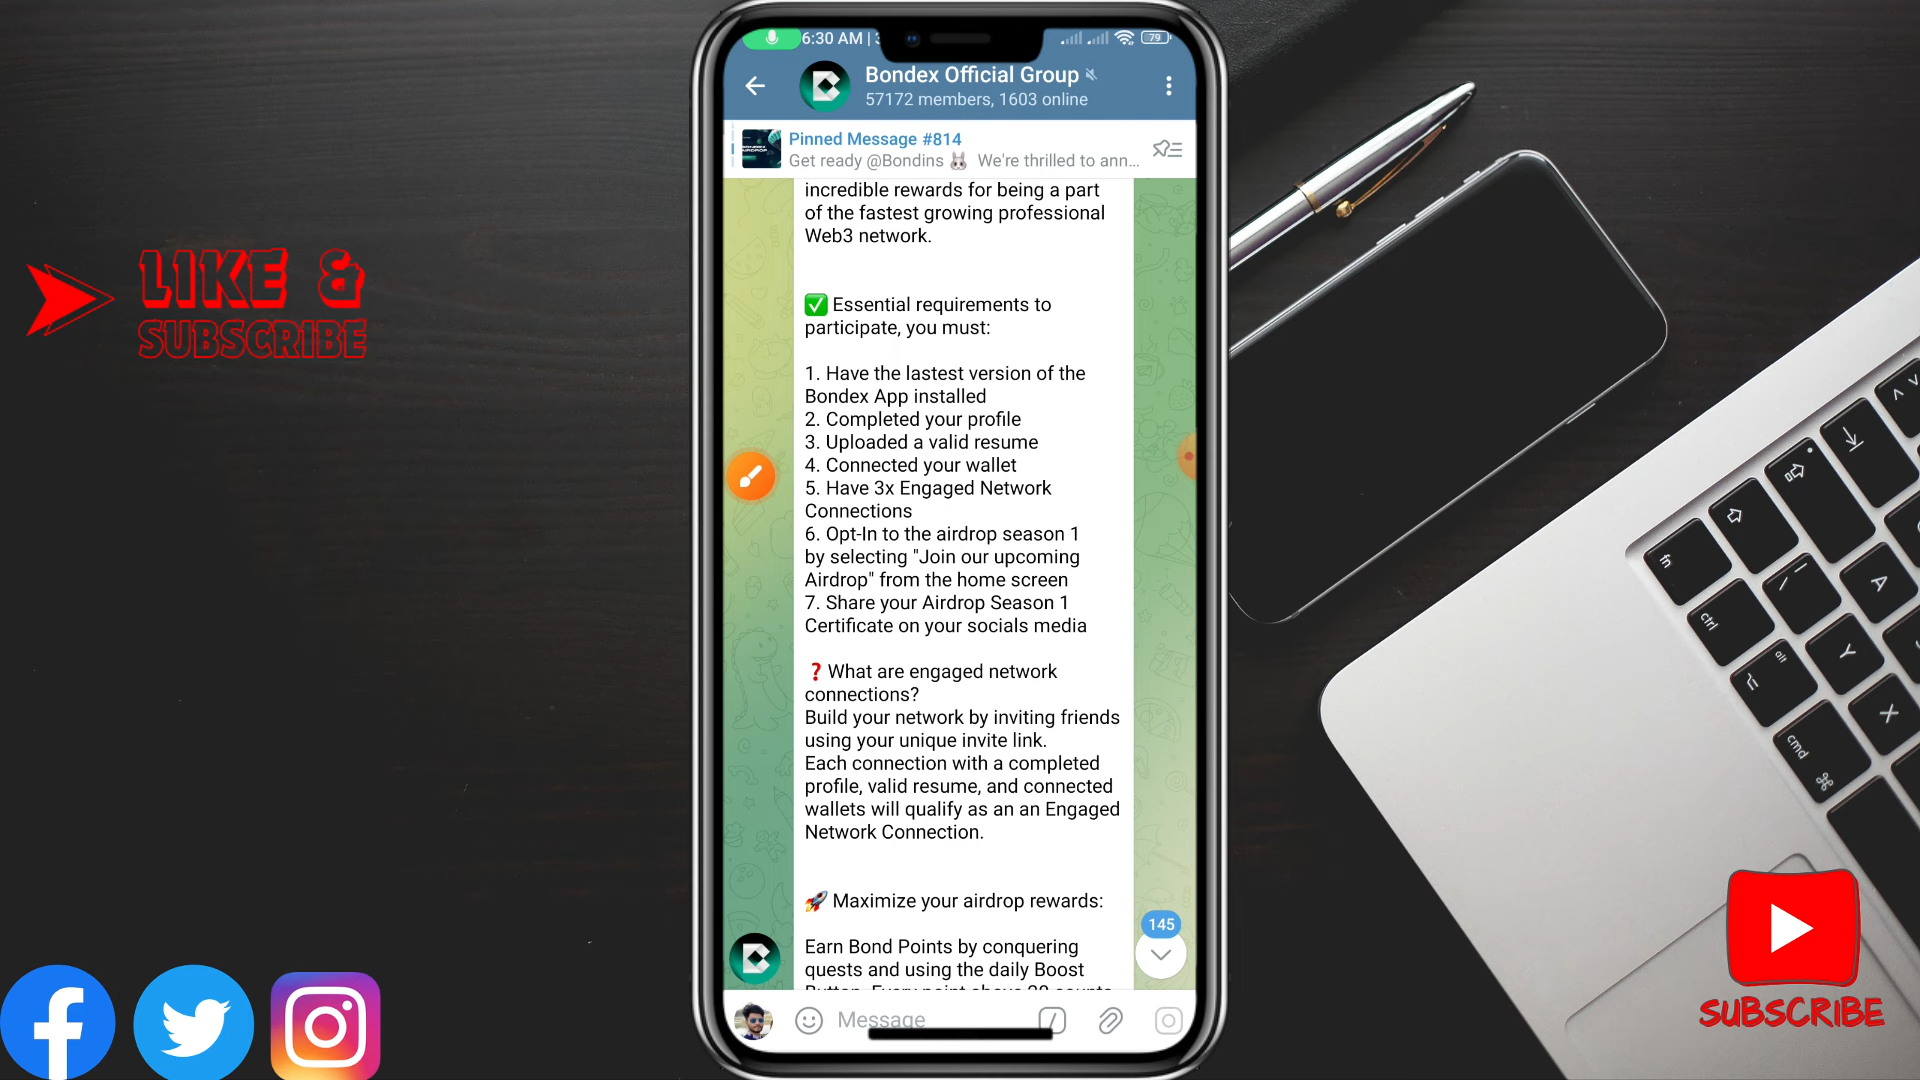 6:30 AM |
79
Bondex Official Group
57172 members, 1603 online
Pinned Message #814
Get ready @Bondins 🐰 We're thrilled to ann...
incredible rewards for being a part
of the fastest growing professional
Web3 network.
✅ Essential requirements to
participate, you must:
1. Have the lastest version of the
Bondex App installed
2. Completed your profile
3. Uploaded a valid resume
4. Connected your wallet
5. Have 3x Engaged Network
Connections
6. Opt-In to the airdrop season 1
by selecting "Join our upcoming
Airdrop" from the home screen
7. Share your Airdrop Season 1
Certificate on your socials media
❓ What are engaged network
connections?
Build your network by inviting friends
using your unique invite link.
Each connection with a completed
profile, valid resume, and connected
wallets will qualify as an an Engaged
Network Connection.
🚀 Maximize your airdrop rewards:
145
Earn Bond Points by conquering
quests and using the daily Boost
Message
LIKE &
SUBSCRIBE
SUBSCRIBE
fn
ctrl
alt
cmd
A
Y
X